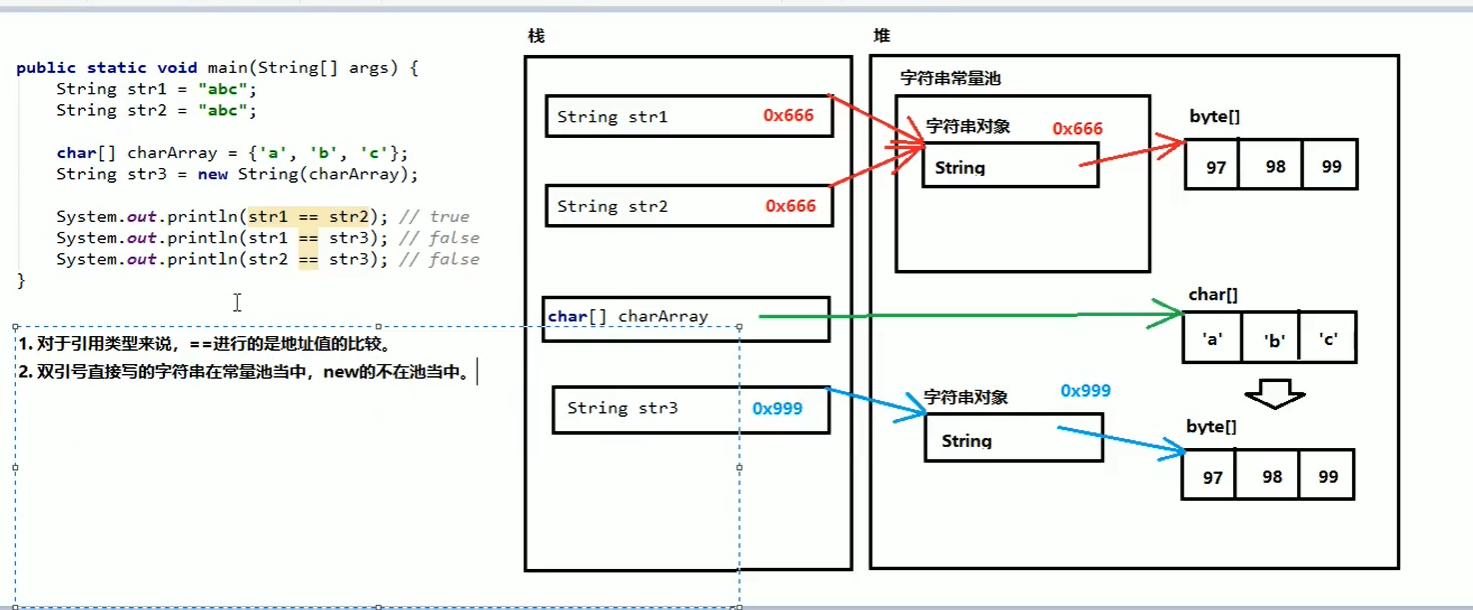 public static void main(String[] args) {
String str1 = "abc";
String str2 = "abc";
char[] charArray = {'a', 'b', 'c'};
String str3 = new String(charArray);
System.out.println(str1 == str2); // true
System.out.println(str1 == str3); // false
System.out.println(str2 == str3); // false
}
1. 对于引用类型来说，==进行的是地址值的比较。
2. 双引号直接写的字符串在常量池当中，new的不在池当中。
栈
String str1 0x666
String str2 0x666
char[] charArray
String str3 0x999
堆
字符串常量池
字符串对象 0x666
String
byte[]
97 98 99
char[]
'a' 'b' 'c'
字符串对象 0x999
String
byte[]
97 98 99